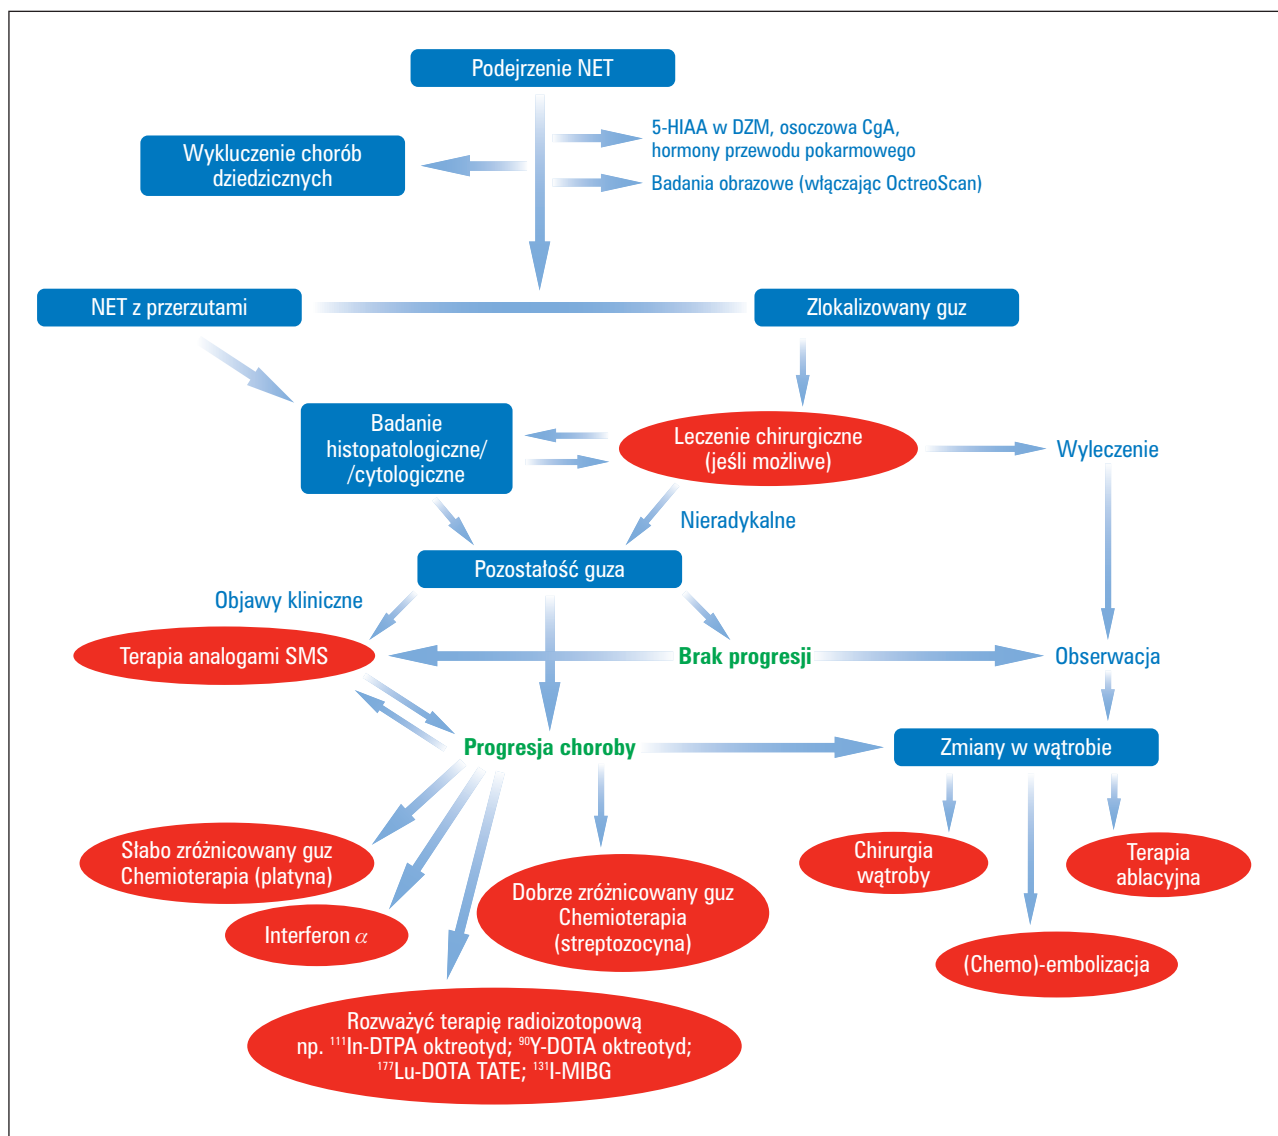 Podejrzenie NET
5-HIAA w DZM, osoczowa CgA,
hormony przewodu pokarmowego
Wykluczenie chorób
dziedzicznych
Badania obrazowe (włączając OctreoScan)
NET z przerzutami
Zlokalizowany guz
Badanie
histopatologiczne/
/cytologiczne
Leczenie chirurgiczne
(jeśli możliwe)
Wyleczenie
Nieradykalne
Pozostałość guza
Objawy kliniczne
Terapia analogami SMS
Brak progresji
Obserwacja
Progresja choroby
Zmiany w wątrobie
Słabo zróżnicowany guz
Chemioterapia (platyna)
Interferon α
Dobrze zróżnicowany guz
Chemioterapia
(streptozocyna)
Chirurgia
wątroby
Terapia
ablacyjna
(Chemo)-embolizacja
Rozważyć terapię radioizotopową
np. ¹¹¹In-DTPA oktreotyd; ⁹⁰Y-DOTA oktreotyd;
¹⁷⁷Lu-DOTA TATE; ¹³¹I-MIBG